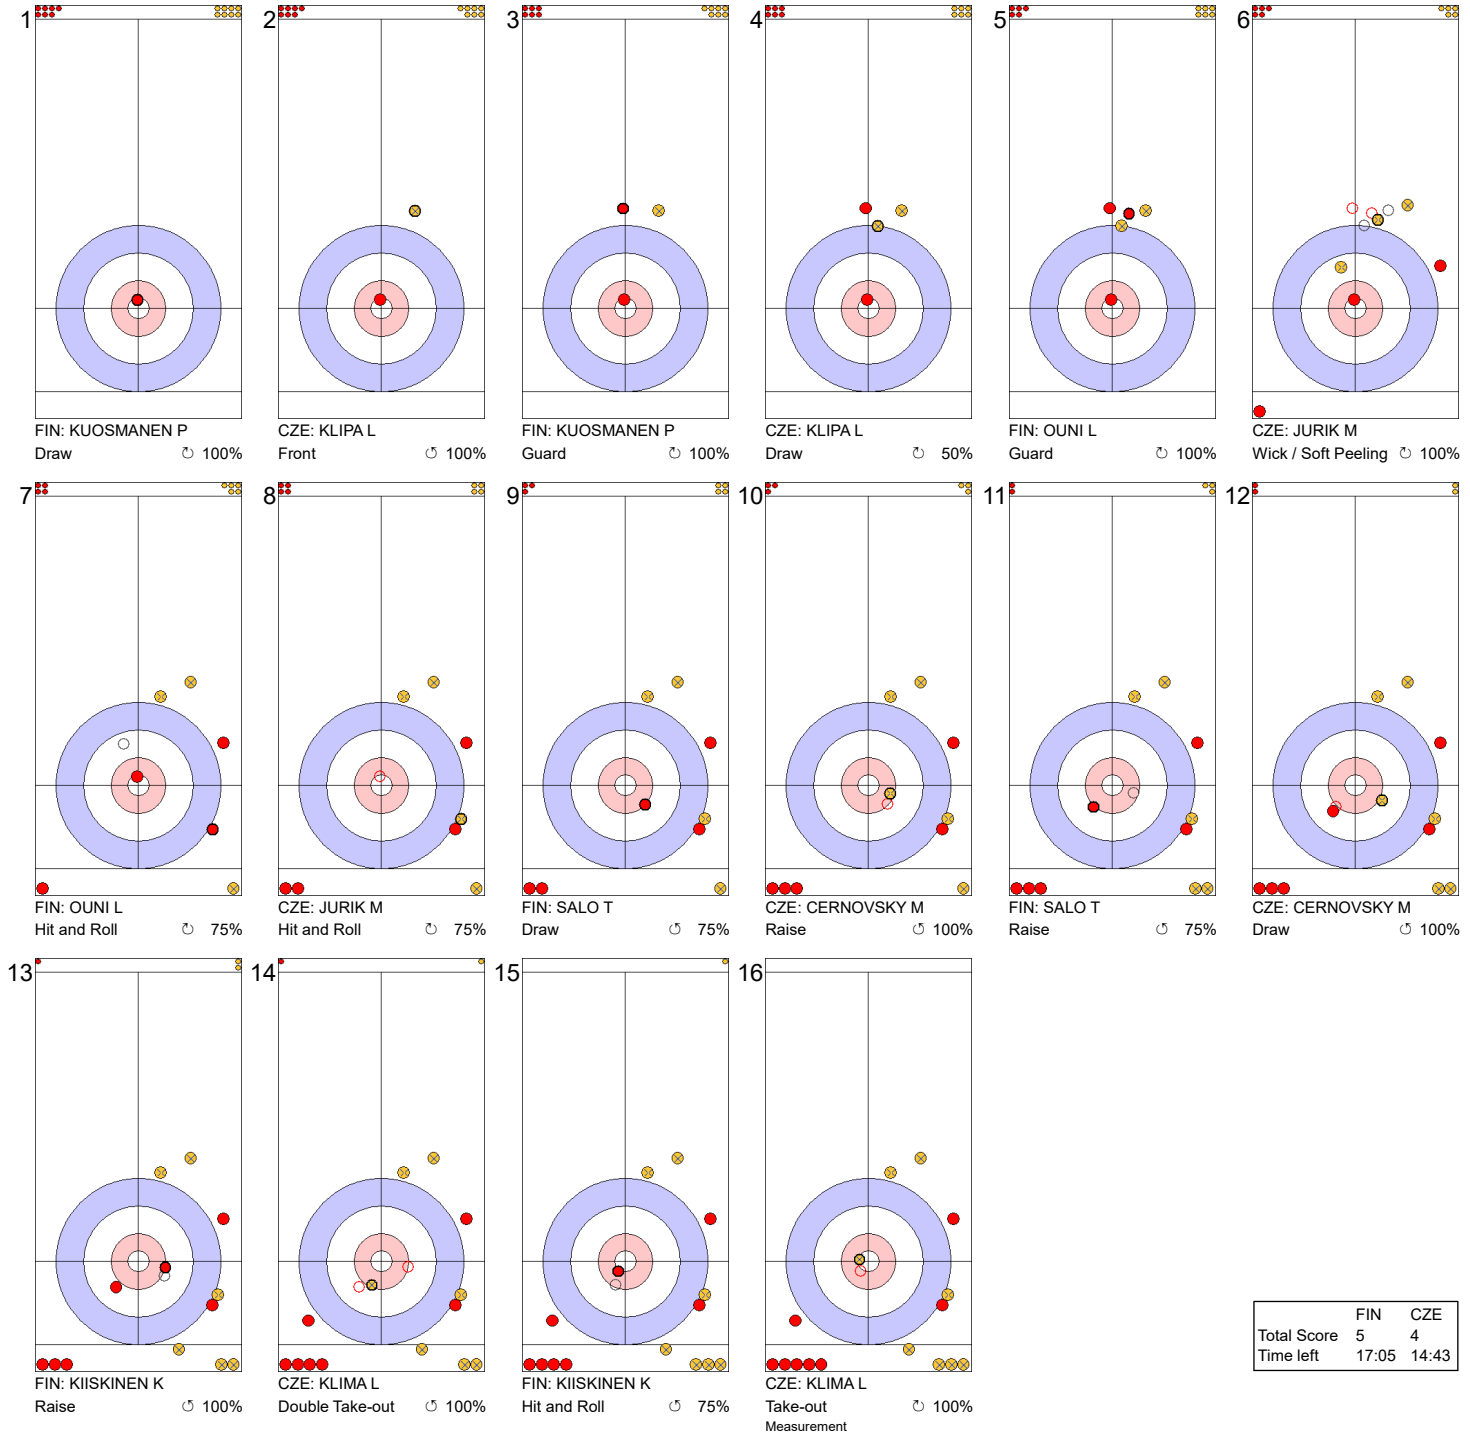 1
2
3
4
5
6
FIN: KUOSMANEN P
Draw ↻ 100%
CZE: KLIPA L
Front ↺ 100%
FIN: KUOSMANEN P
Guard ↻ 100%
CZE: KLIPA L
Draw ↻ 50%
FIN: OUNI L
Guard ↻ 100%
CZE: JURIK M
Wick / Soft Peeling ↻ 100%
7
8
9
10
11
12
FIN: OUNI L
Hit and Roll ↻ 75%
CZE: JURIK M
Hit and Roll ↻ 75%
FIN: SALO T
Draw ↺ 75%
CZE: CERNOVSKY M
Raise ↺ 100%
FIN: SALO T
Raise ↺ 75%
CZE: CERNOVSKY M
Draw ↺ 100%
13
14
15
16
FIN: KIISKINEN K
Raise ↺ 100%
CZE: KLIMA L
Double Take-out ↺ 100%
FIN: KIISKINEN K
Hit and Roll ↺ 75%
CZE: KLIMA L
Take-out ↻ 100%
Measurement
FIN CZE
Total Score 5 4
Time left 17:05 14:43